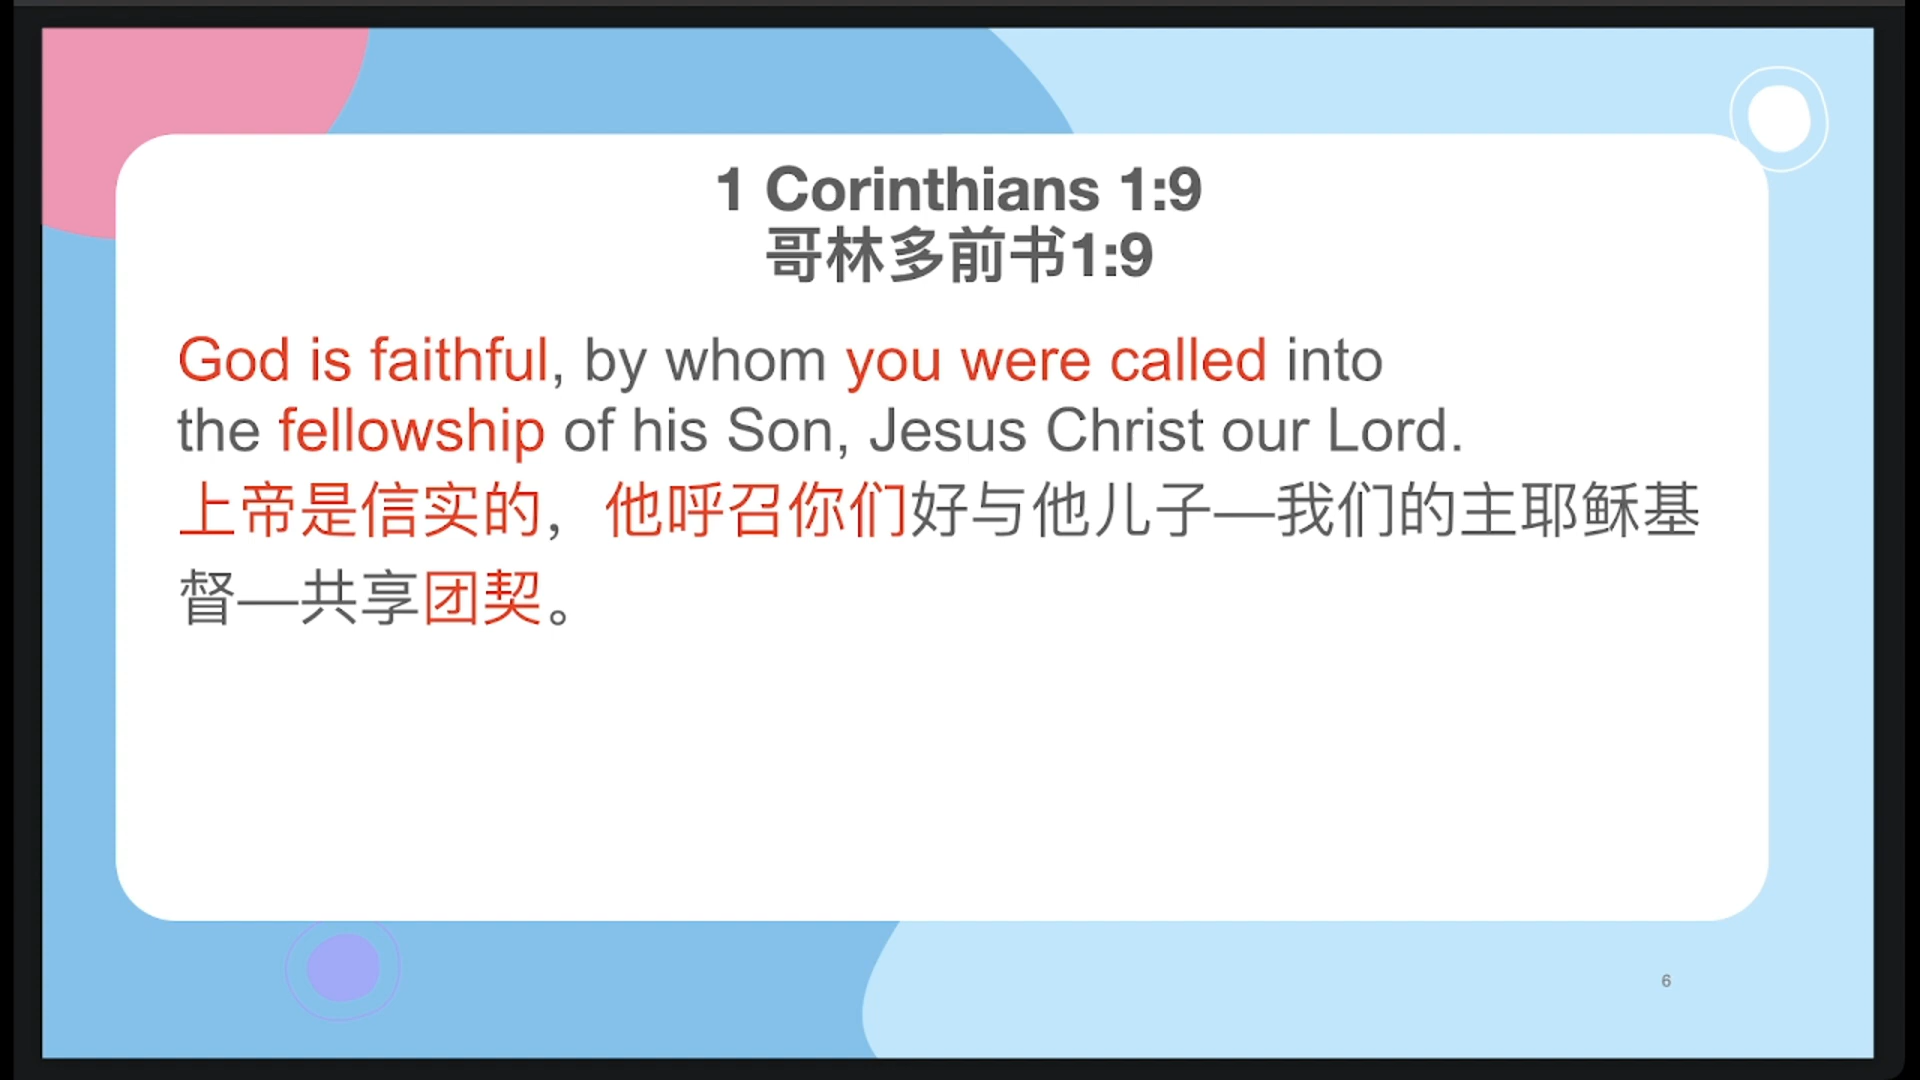 1 Corinthians 1:9
哥林多前书1:9
God is faithful, by whom you were called into
the fellowship of his Son, Jesus Christ our Lord.
上帝是信实的，他呼召你们好与他儿子—我们的主耶稣基
督—共享团契。
6